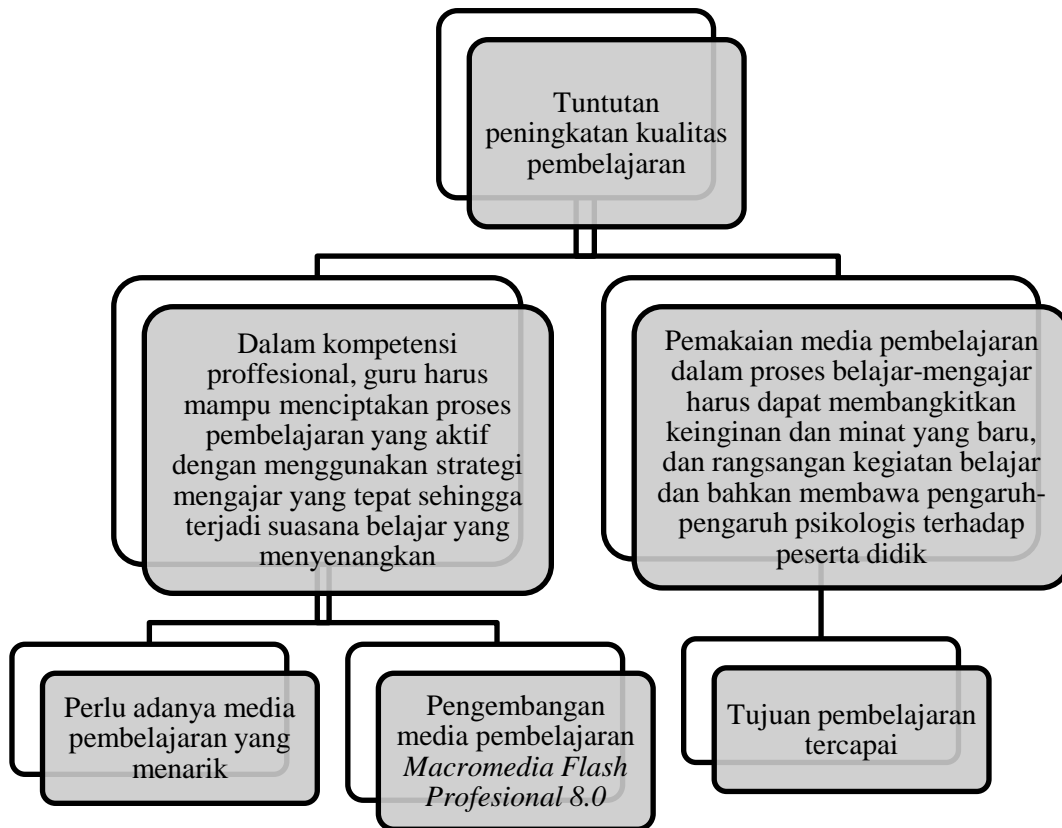 Tuntutan
peningkatan kualitas
pembelajaran
Dalam kompetensi
proffesional, guru harus
mampu menciptakan proses
pembelajaran yang aktif
dengan menggunakan strategi
mengajar yang tepat sehingga
terjadi suasana belajar yang
menyenangkan
Pemakaian media pembelajaran
dalam proses belajar-mengajar
harus dapat membangkitkan
keinginan dan minat yang baru,
dan rangsangan kegiatan belajar
dan bahkan membawa pengaruh-
pengaruh psikologis terhadap
peserta didik
Perlu adanya media
pembelajaran yang
menarik
Pengembangan
media pembelajaran
Macromedia Flash
Profesional 8.0
Tujuan pembelajaran
tercapai